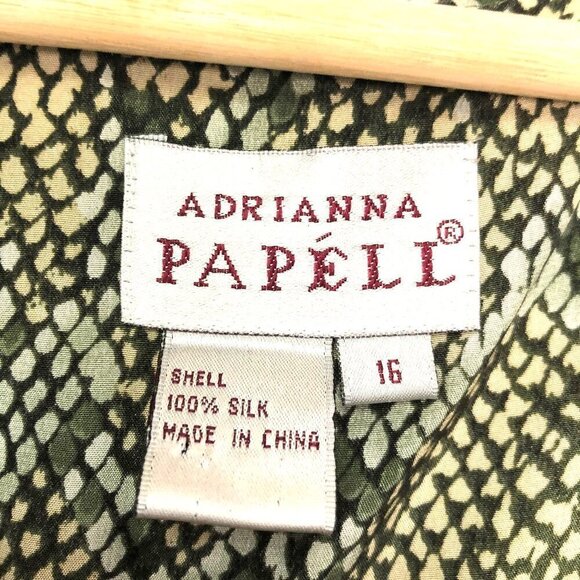 ADRIANNA
PAPÉLL®
16
SHELL
100% SILK
MADE IN CHINA